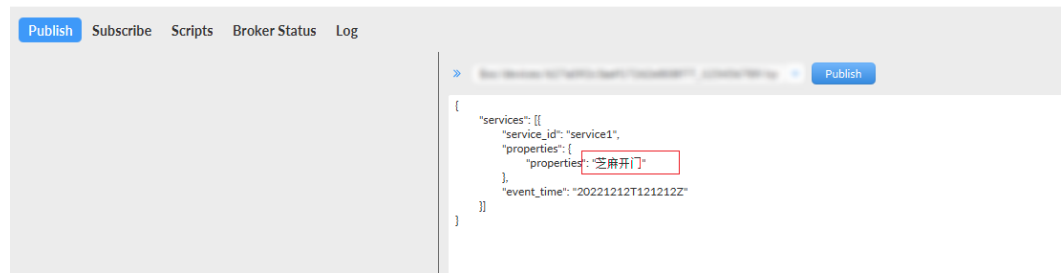 Publish Subscribe Scripts Broker Status Log
» Publish
{
"services": [{
"service_id": "service1",
"properties": {
"properties": "芝麻开门"
},
"event_time": "20221212T121212Z"
}]
}